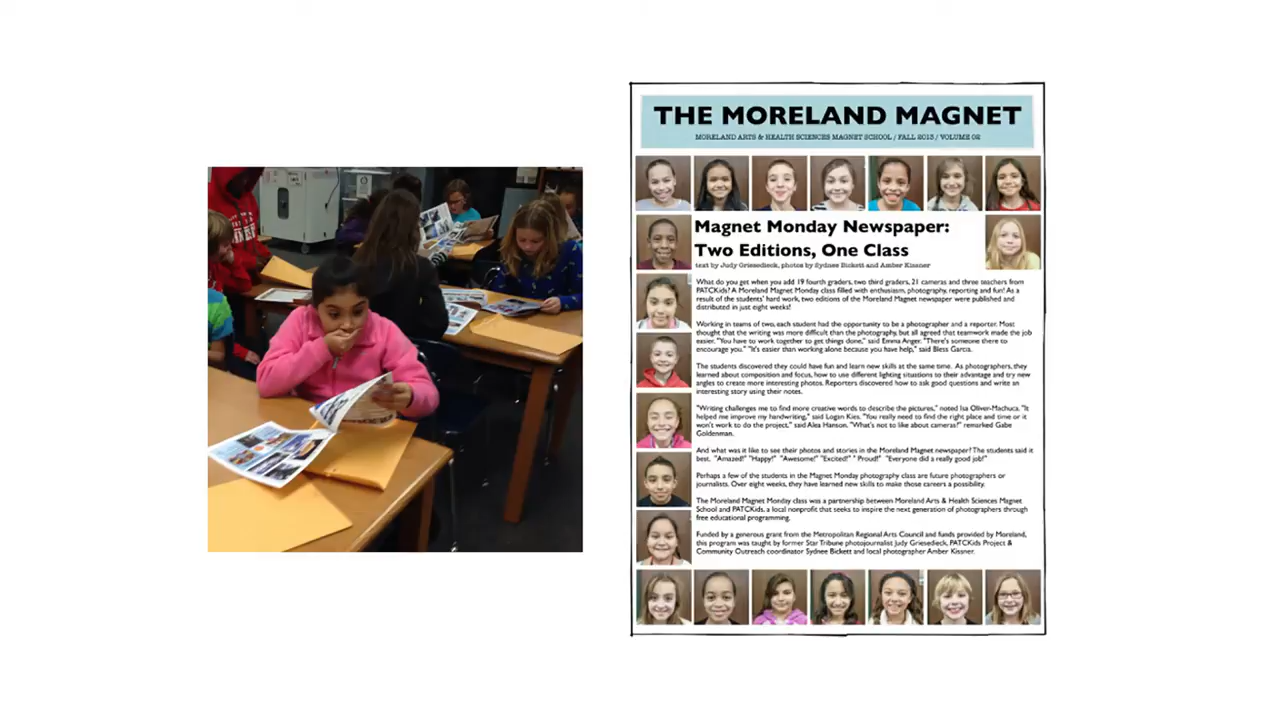 THE MORELAND MAGNET
MORELAND ARTS & HEALTH SCIENCES MAGNET SCHOOL / FALL 2013 / VOLUME 02
Magnet Monday Newspaper:
Two Editions, One Class
text by Judy Griesedieck, photos by Sydnee Bickett and Amber Kissner
What do you get when you add 19 fourth graders, two third graders, 21 cameras and three teachers from
PATCKids? A Moreland Magnet Monday class filled with enthusiasm, photography, reporting and fun! As a
result of the students' hard work, two editions of the Moreland Magnet newspaper were published and
distributed in just eight weeks!
Working in teams of two, each student had the opportunity to be a photographer and a reporter. Most
thought that the writing was more difficult than the photography, but all agreed that teamwork made the job
easier. "You have to work together to get things done," said Emma Anger. "There's someone there to
encourage you." "It's easier than working alone because you have help," said Bless Garcia.
The students discovered they could have fun and learn new skills at the same time. As photographers, they
learned about composition and focus, how to use different lighting situations to their advantage and try new
angles to create more interesting photos. Reporters discovered how to ask good questions and write an
interesting story using their notes.
"Writing challenges me to find more creative words to describe the pictures," noted Isa Oliver-Machuca. "It
helped me improve my handwriting," said Logan Kies. "You really need to find the right place and time or it
won't work to do the project," said Alea Hanson. "What's not to like about cameras?" remarked Gabe
Goldenman.
And what was it like to see their photos and stories in the Moreland Magnet newspaper? The students said it
best. "Amazed!" "Happy!" "Awesome!" "Excited!" " Proud!" "Everyone did a really good job!"
Perhaps a few of the students in the Magnet Monday photography class are future photographers or
journalists. Over eight weeks, they have learned new skills to make those careers a possibility.
The Moreland Magnet Monday class was a partnership between Moreland Arts & Health Sciences Magnet
School and PATCKids, a local nonprofit that seeks to inspire the next generation of photographers through
free educational programming.
Funded by a generous grant from the Metropolitan Regional Arts Council and funds provided by Moreland,
this program was taught by former Star Tribune photojournalist Judy Griesedieck, PATCKids Project &
Community Outreach coordinator Sydnee Bickett and local photographer Amber Kissner.